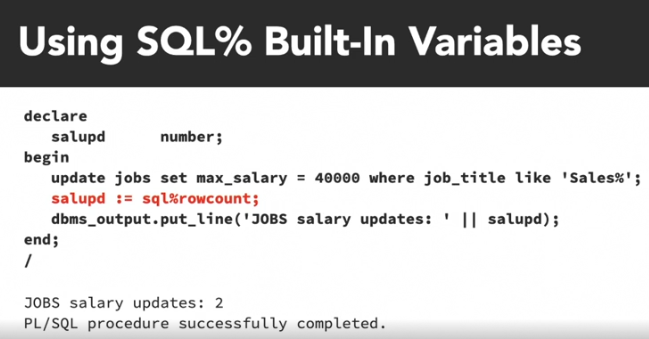 Using SQL% Built-In Variables
declare
salupd number;
begin
update jobs set max_salary = 40000 where job_title like 'Sales%';
salupd := sql%rowcount;
dbms_output.put_line('JOBS salary updates: ' || salupd);
end;
/
JOBS salary updates: 2
PL/SQL procedure successfully completed.